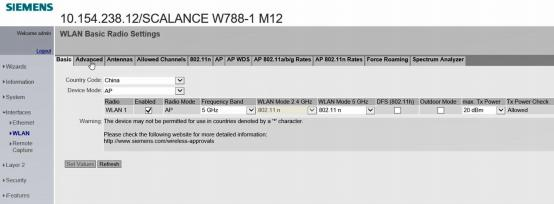 SIEMENS
10.154.238.12/SCALANCE W788-1 M12
Welcome admin
Logout
WLAN Basic Radio Settings
Basic Advanced Antennas Allowed Channels 802.11n AP AP WDS AP 802.11a/b/g Rates AP 802.11n Rates Force Roaming Spectrum Analyzer
Wizards
Information
System
Interfaces
Ethernet
WLAN
Remote
Capture
Layer 2
Security
iFeatures
Country Code: China
Device Mode: AP
Radio Enabled Radio Mode Frequency Band WLAN Mode 2.4 GHz WLAN Mode 5 GHz DFS (802.11h) Outdoor Mode max. Tx Power Tx Power Check
WLAN 1 AP 5 GHz 802.11 n 802.11 n 20 dBm Allowed
Warning: The device may not be permitted for use in countries denoted by a '*' character.
Please check the following website for more detailed information:
http://www.siemens.com/wireless-approvals
Set Values Refresh